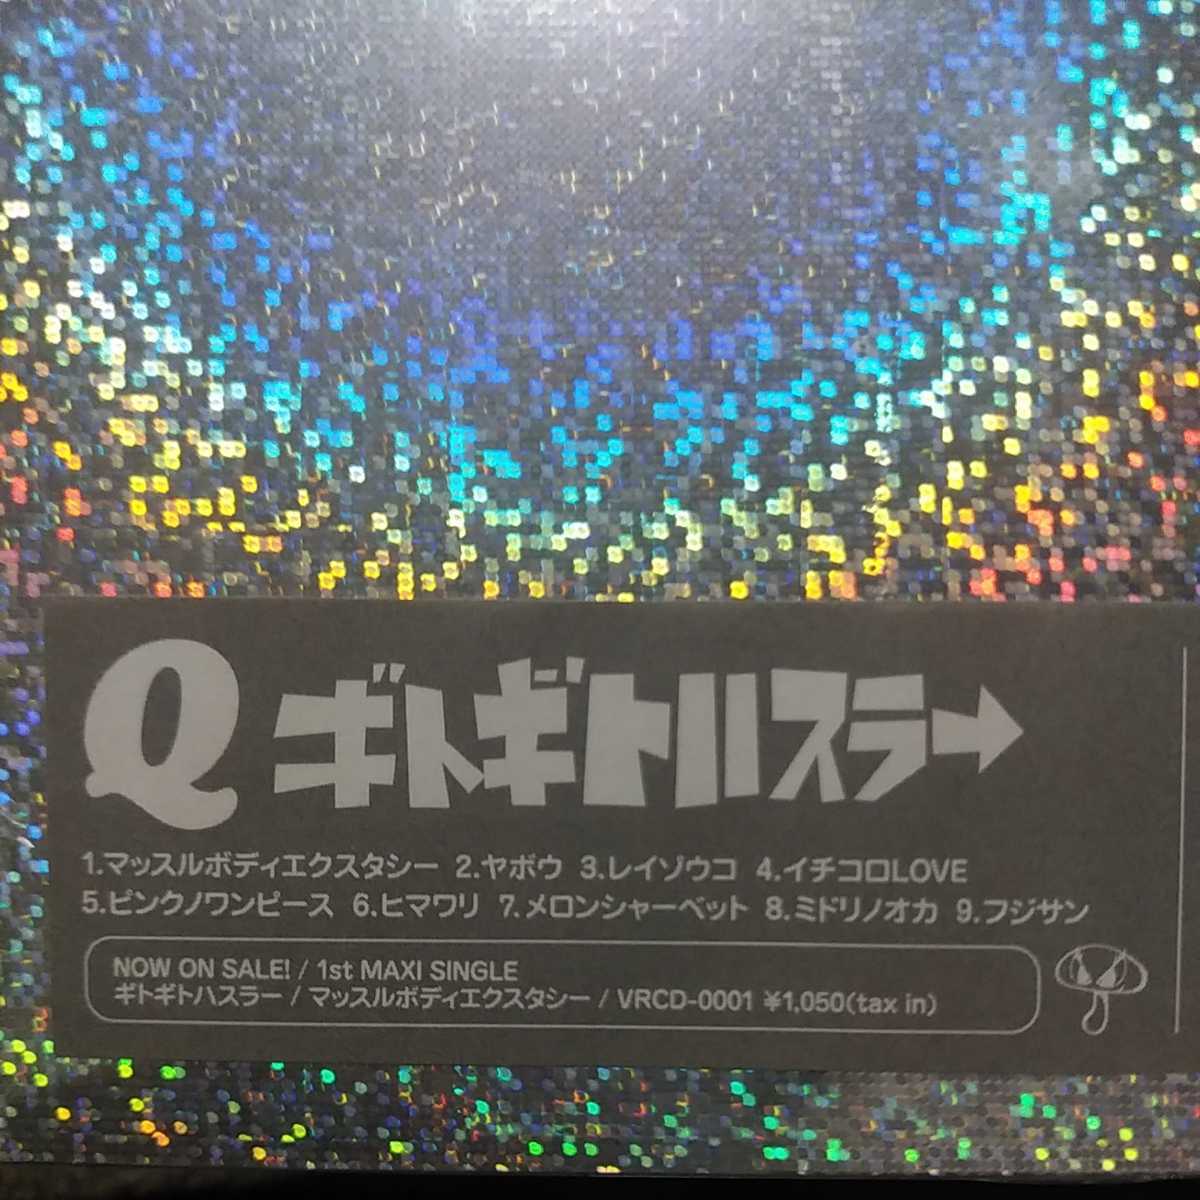 Q ギトギトハスラー
1.マッスルボディエクスタシー 2.ヤボウ 3.レイゾウコ 4.イチコロLOVE
5.ピンクノワンピース 6.ヒマワリ 7.メロンシャーベット 8.ミドリノオカ 9.フジサン
NOW ON SALE! / 1st MAXI SINGLE
ギトギトハスラー / マッスルボディエクスタシー / VRCD-0001 ¥1,050(tax in)